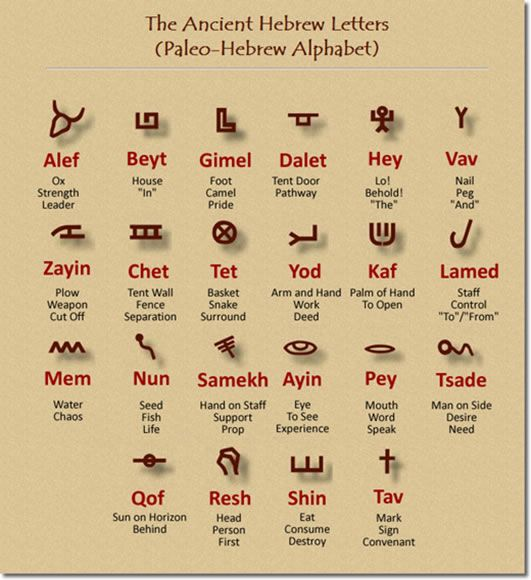 The Ancient Hebrew Letters
(Paleo-Hebrew Alphabet)
Alef Beyt Gimel Dalet Hey Vav
Ox House Foot Tent Door Lo! Nail
Strength "In" Camel Pathway Behold! Peg
Leader Pride "The" "And"
Zayin Chet Tet Yod Kaf Lamed
Plow Tent Wall Basket Arm and Hand Palm of Hand Staff
Weapon Fence Snake Work To Open Control
Cut Off Separation Surround Deed "To"/"From"
Mem Nun Samekh Ayin Pey Tsade
Water Seed Hand on Staff Eye Mouth Man on Side
Chaos Fish Support To See Word Desire
Life Prop Experience Speak Need
Qof Resh Shin Tav
Sun on Horizon Head Eat Mark
Behind Person Consume Sign
First Destroy Convenant